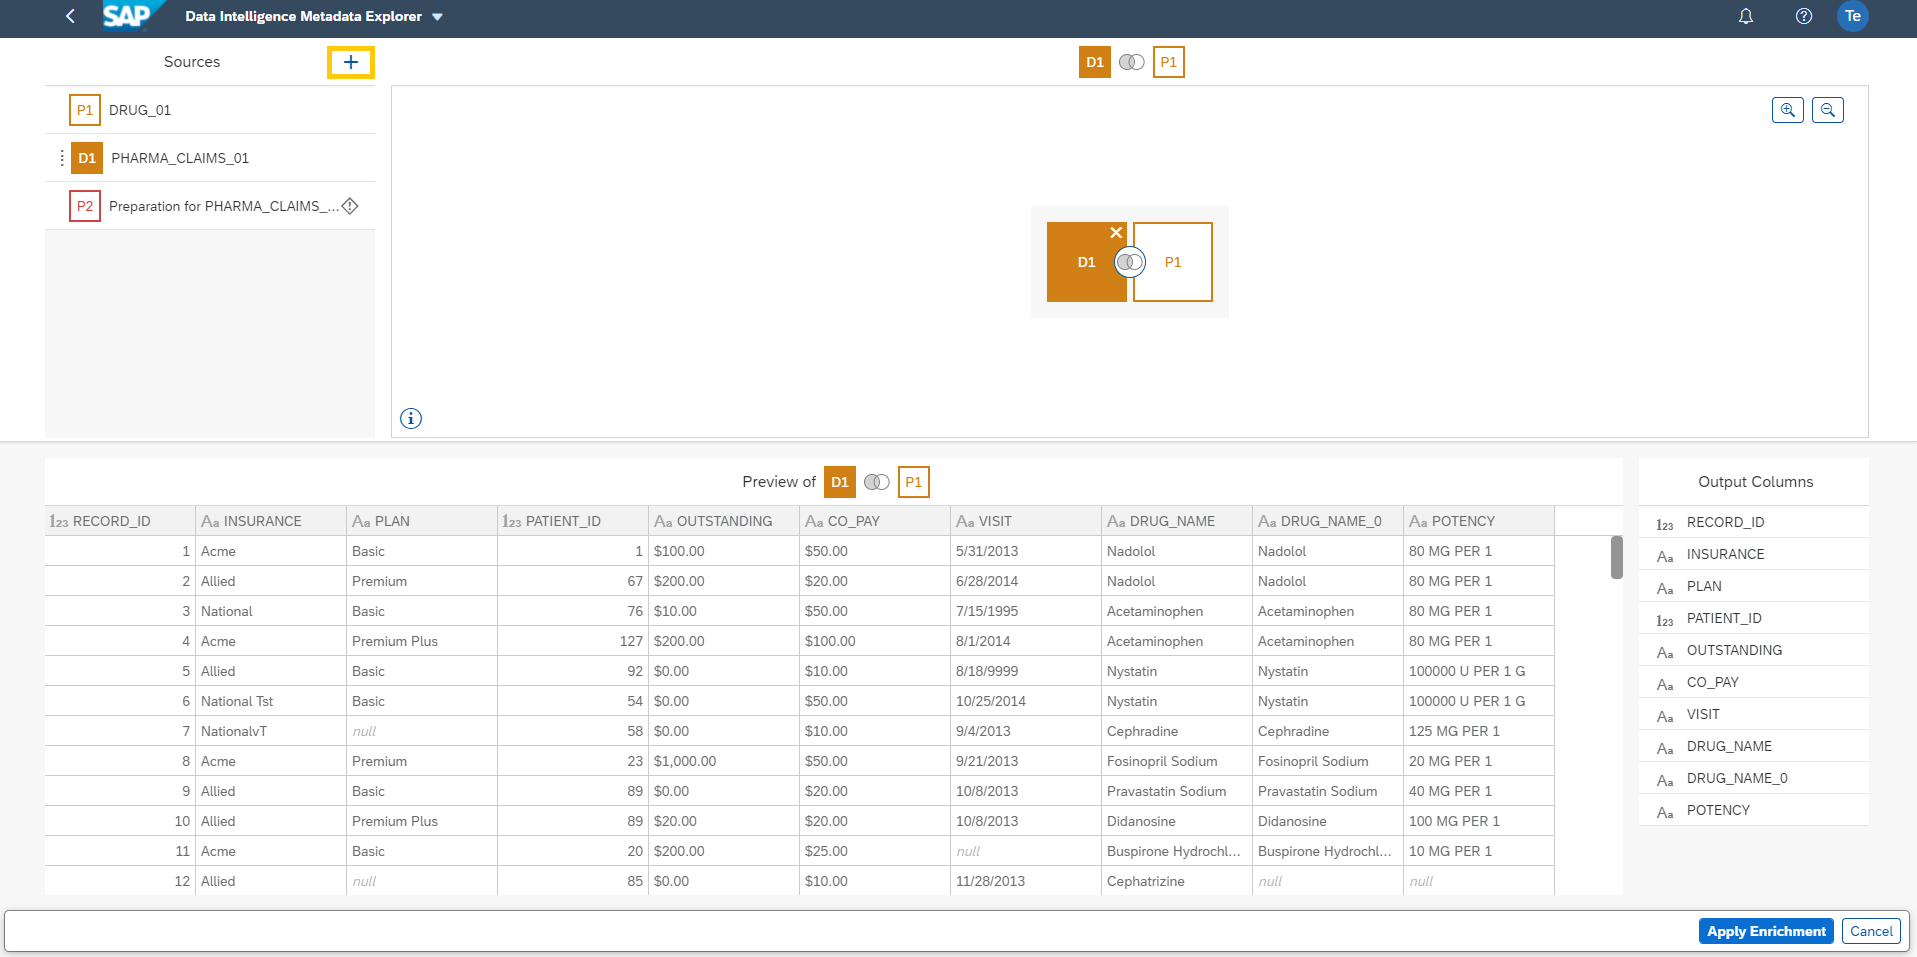 SAP Data Intelligence Metadata Explorer Te
Sources +
D1 P1
P1 DRUG_01
D1 PHARMA_CLAIMS_01
P2 Preparation for PHARMA_CLAIMS_...
D1 P1
Preview of D1 P1
123 RECORD_ID Aa INSURANCE Aa PLAN 123 PATIENT_ID Aa OUTSTANDING Aa CO_PAY Aa VISIT Aa DRUG_NAME Aa DRUG_NAME_0 Aa POTENCY
1 Acme Basic 1 $100.00 $50.00 5/31/2013 Nadolol Nadolol 80 MG PER 1
2 Allied Premium 67 $200.00 $20.00 6/28/2014 Nadolol Nadolol 80 MG PER 1
3 National Basic 76 $10.00 $50.00 7/15/1995 Acetaminophen Acetaminophen 80 MG PER 1
4 Acme Premium Plus 127 $200.00 $100.00 8/1/2014 Acetaminophen Acetaminophen 80 MG PER 1
5 Allied Basic 92 $0.00 $10.00 8/18/9999 Nystatin Nystatin 100000 U PER 1 G
6 National Tst Basic 54 $0.00 $50.00 10/25/2014 Nystatin Nystatin 100000 U PER 1 G
7 NationalvT null 58 $0.00 $10.00 9/4/2013 Cephradine Cephradine 125 MG PER 1
8 Acme Premium 23 $1,000.00 $50.00 9/21/2013 Fosinopril Sodium Fosinopril Sodium 20 MG PER 1
9 Allied Basic 89 $0.00 $20.00 10/8/2013 Pravastatin Sodium Pravastatin Sodium 40 MG PER 1
10 Allied Premium Plus 89 $20.00 $20.00 10/8/2013 Didanosine Didanosine 100 MG PER 1
11 Acme Basic 20 $200.00 $25.00 null Buspirone Hydrochl... Buspirone Hydrochl... 10 MG PER 1
12 Allied null 85 $0.00 $10.00 11/28/2013 Cephatrizine null null
Output Columns
123 RECORD_ID
Aa INSURANCE
Aa PLAN
123 PATIENT_ID
Aa OUTSTANDING
Aa CO_PAY
Aa VISIT
Aa DRUG_NAME
Aa DRUG_NAME_0
Aa POTENCY
Apply Enrichment Cancel